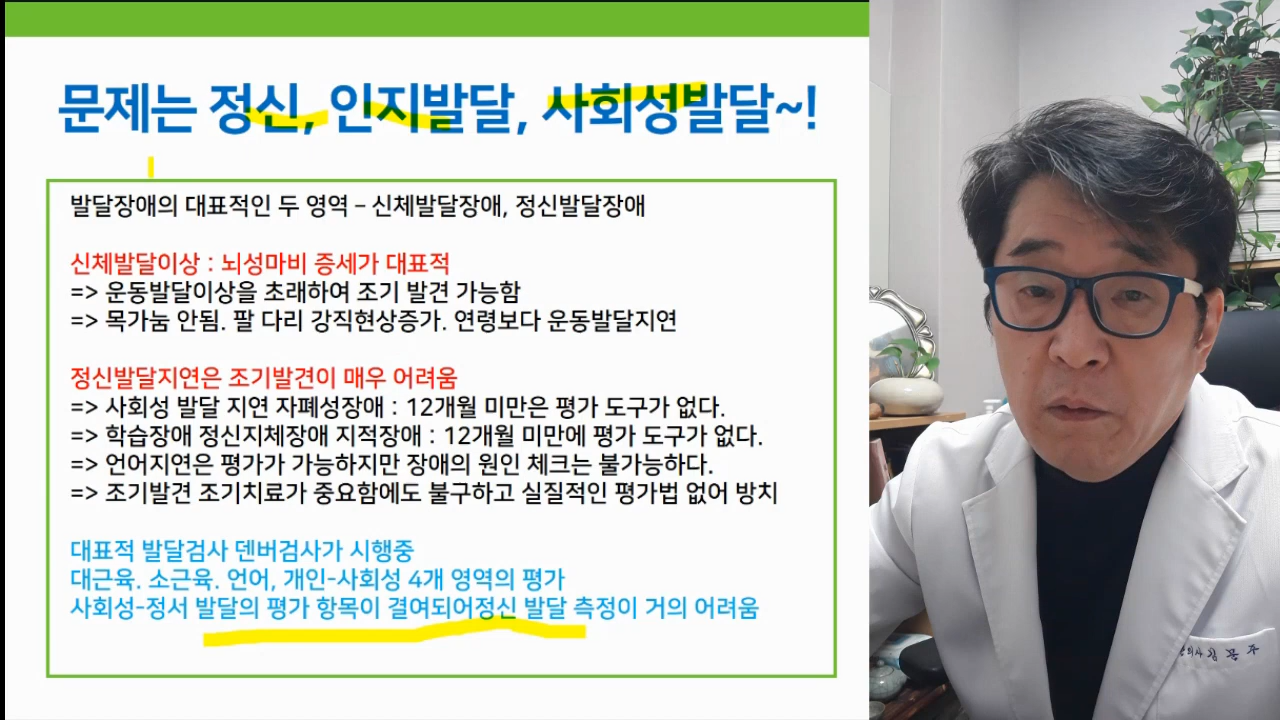 문제는 정신, 인지발달, 사회성발달~!
발달장애의 대표적인 두 영역 – 신체발달장애, 정신발달장애
신체발달이상 : 뇌성마비 증세가 대표적
=> 운동발달이상을 초래하여 조기 발견 가능함
=> 목가눔 안됨. 팔 다리 강직현상증가. 연령보다 운동발달지연
정신발달지연은 조기발견이 매우 어려움
=> 사회성 발달 지연 자폐성장애 : 12개월 미만은 평가 도구가 없다.
=> 학습장애 정신지체장애 지적장애 : 12개월 미만에 평가 도구가 없다.
=> 언어지연은 평가가 가능하지만 장애의 원인 체크는 불가능하다.
=> 조기발견 조기치료가 중요함에도 불구하고 실질적인 평가법 없어 방치
대표적 발달검사 덴버검사가 시행중
대근육. 소근육. 언어, 개인-사회성 4개 영역의 평가
사회성-정서 발달의 평가 항목이 결여되어정신 발달 측정이 거의 어려움